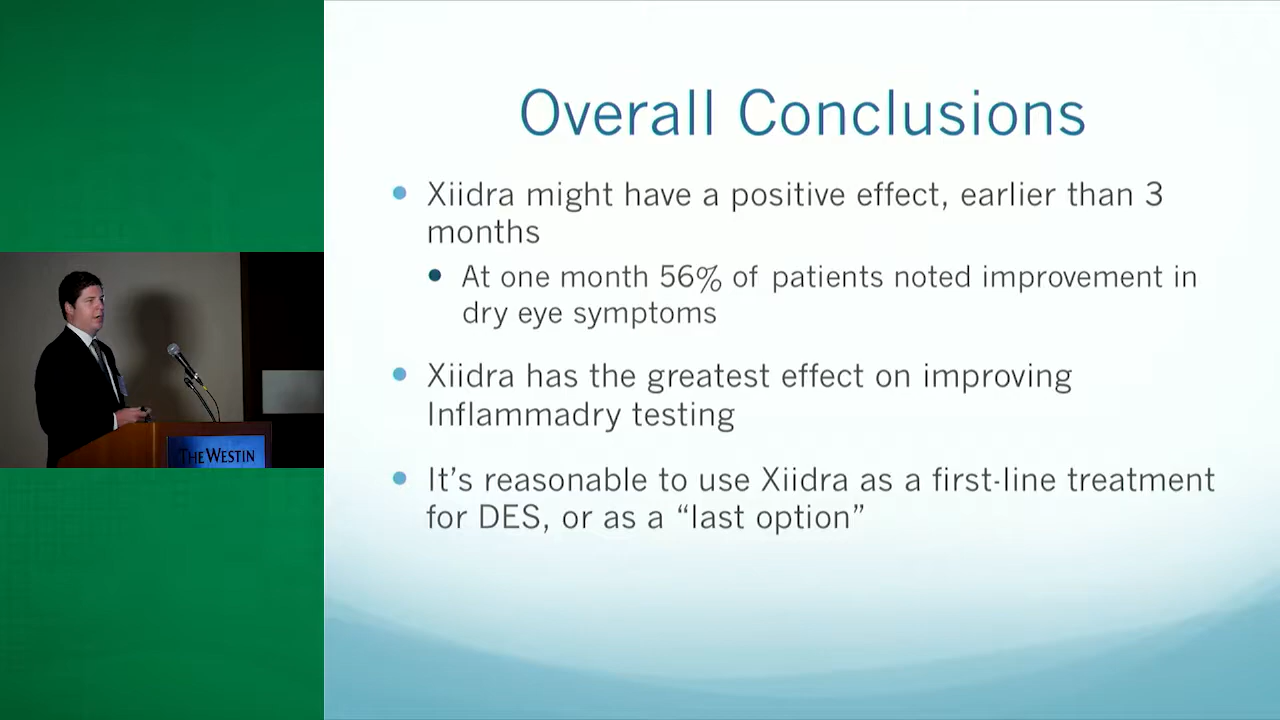 Overall Conclusions
Xiidra might have a positive effect, earlier than 3
months
At one month 56% of patients noted improvement in
dry eye symptoms
Xiidra has the greatest effect on improving
Inflammadry testing
It's reasonable to use Xiidra as a first-line treatment
for DES, or as a “last option”
THE WESTIN